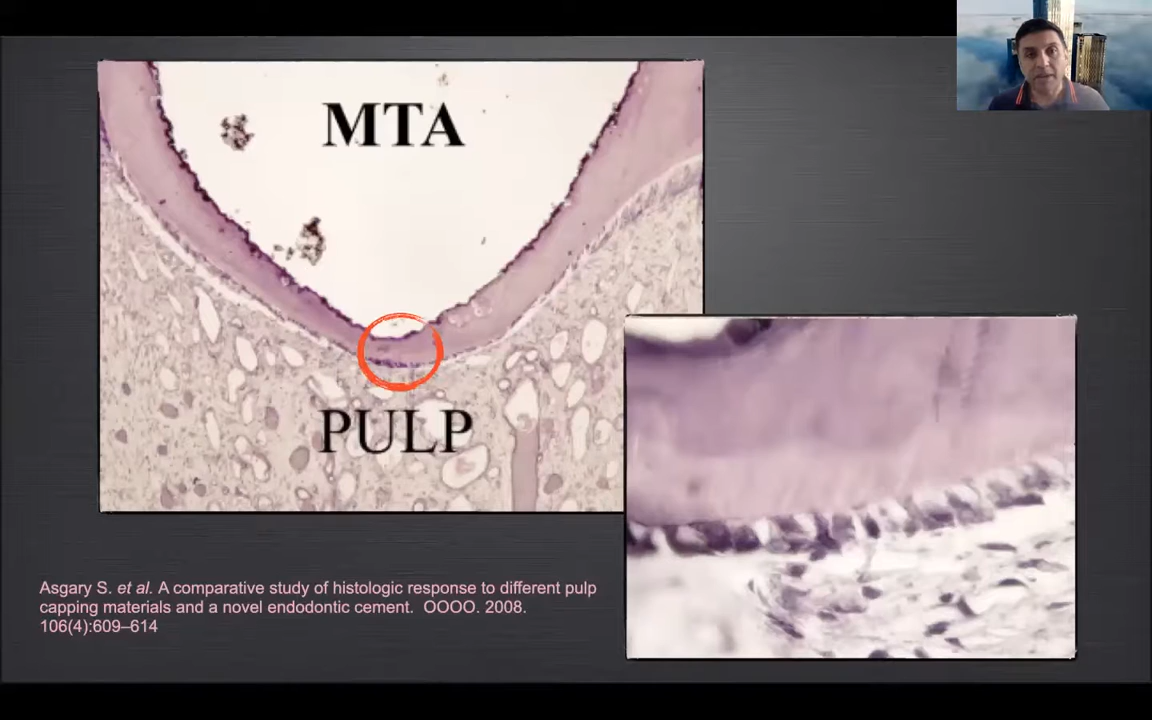 MTA
PULP
Asgary S. et al. A comparative study of histologic response to different pulp
capping materials and a novel endodontic cement. OOOO. 2008.
106(4):609–614